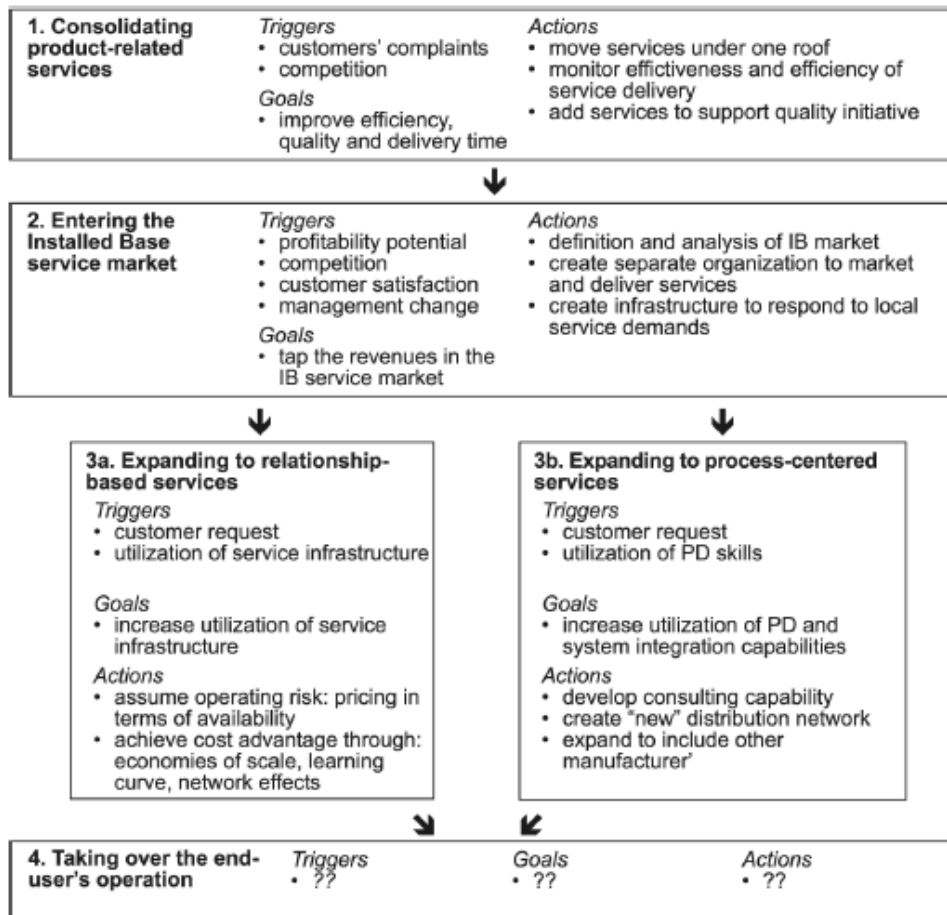 1. Consolidating
product-related
services
Triggers
• customers' complaints
• competition
Goals
• improve efficiency,
quality and delivery time
Actions
• move services under one roof
• monitor effictiveness and efficiency of
service delivery
• add services to support quality initiative
2. Entering the
Installed Base
service market
Triggers
• profitability potential
• competition
• customer satisfaction
• management change
Goals
• tap the revenues in the
IB service market
Actions
• definition and analysis of IB market
• create separate organization to market
and deliver services
• create infrastructure to respond to local
service demands
3a. Expanding to relationship-
based services
Triggers
• customer request
• utilization of service infrastructure
Goals
• increase utilization of service
infrastructure
Actions
• assume operating risk: pricing in
terms of availability
• achieve cost advantage through:
economies of scale, learning
curve, network effects
3b. Expanding to process-centered
services
Triggers
• customer request
• utilization of PD skills
Goals
• increase utilization of PD and
system integration capabilities
Actions
• develop consulting capability
• create “new” distribution network
• expand to include other
manufacturer'
4. Taking over the end-
user's operation
Triggers
• ??
Goals
• ??
Actions
• ??